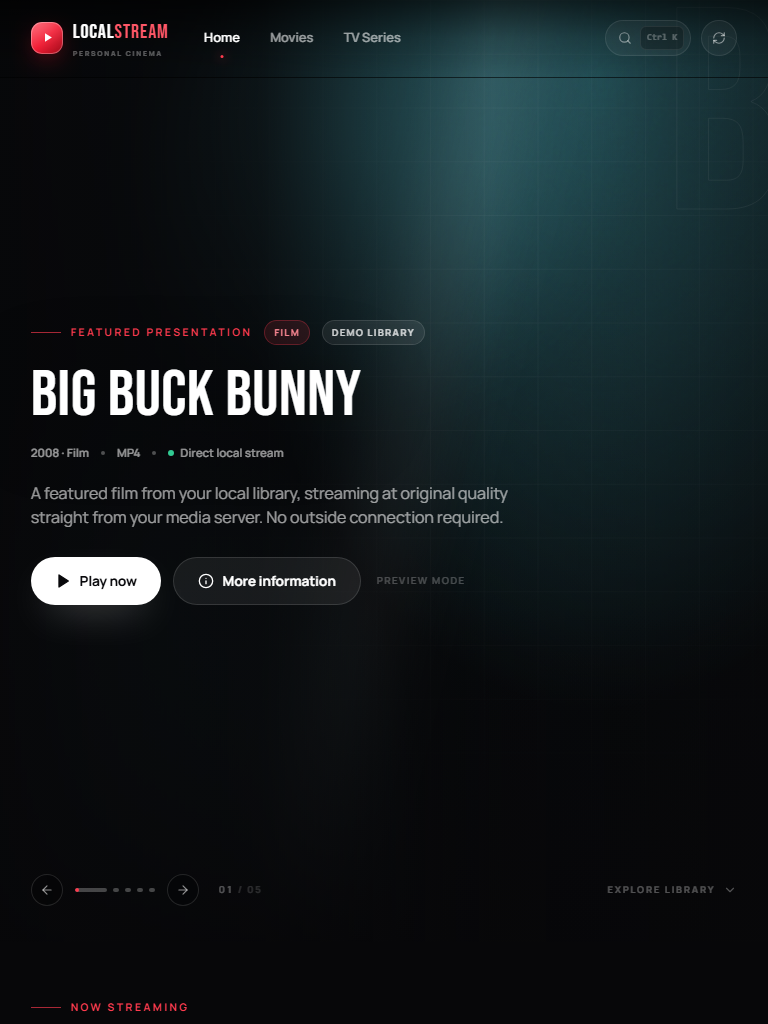 LOCALSTREAM
PERSONAL CINEMA
Home
Movies
TV Series
Ctrl K
B
FEATURED PRESENTATION
FILM
DEMO LIBRARY
BIG BUCK BUNNY
2008 · Film • MP4 • Direct local stream
A featured film from your local library, streaming at original quality
straight from your media server. No outside connection required.
Play now
More information
PREVIEW MODE
01 / 05
EXPLORE LIBRARY
NOW STREAMING